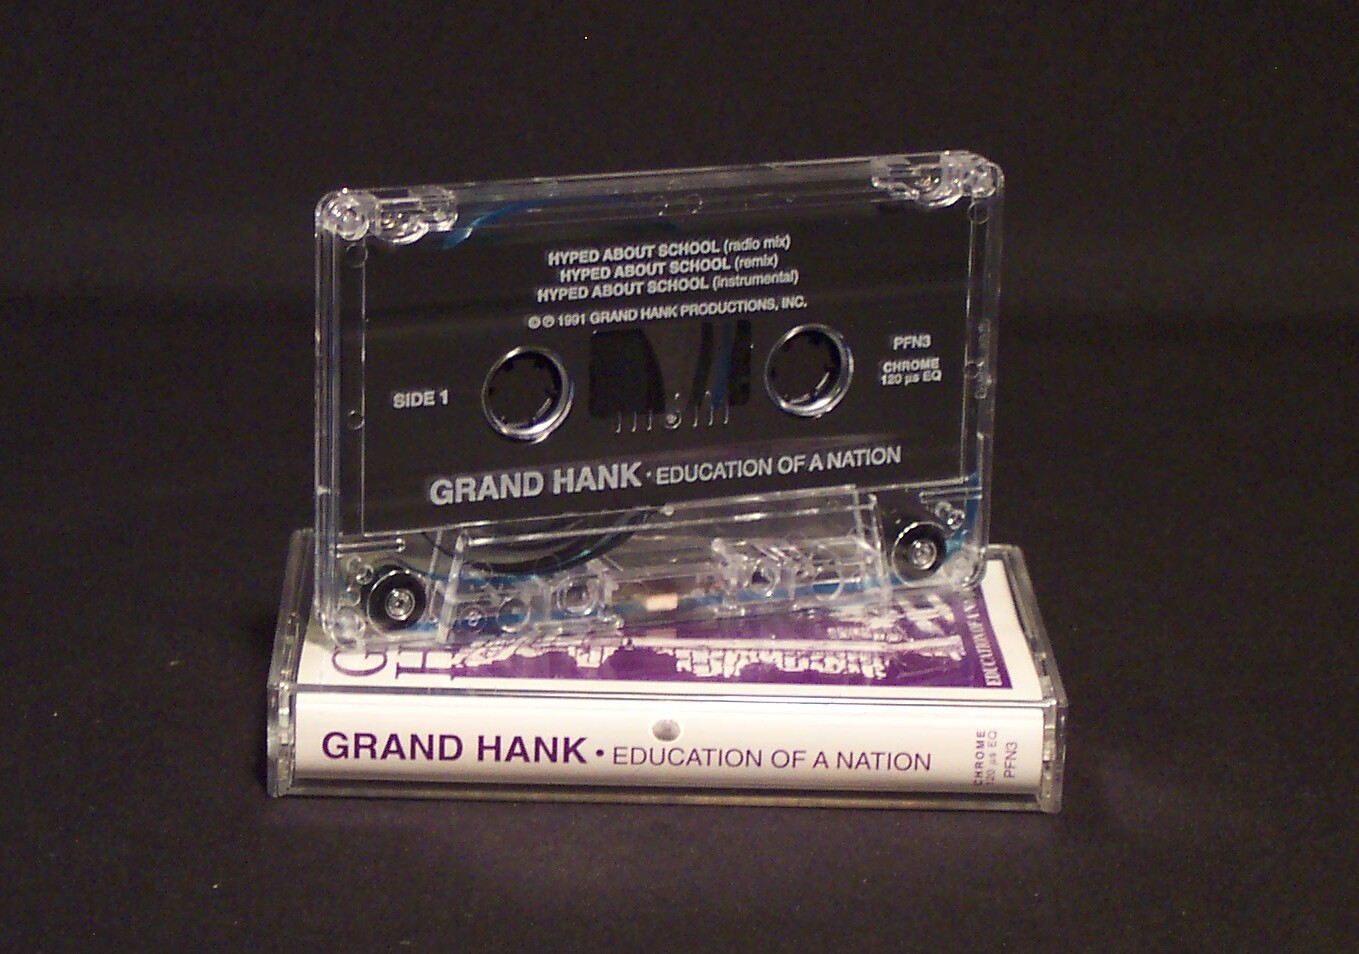 HYPED ABOUT SCHOOL (radio mix)
HYPED ABOUT SCHOOL (remix)
HYPED ABOUT SCHOOL (instrumental)
© ℗ 1991 GRAND HANK PRODUCTIONS, INC.
SIDE 1
PFN3
CHROME
120 µs EQ
GRAND HANK · EDUCATION OF A NATION
G
H
EDUCATION OF A
GRAND HANK • EDUCATION OF A NATION
CHROME
120 µs EQ
PFN3